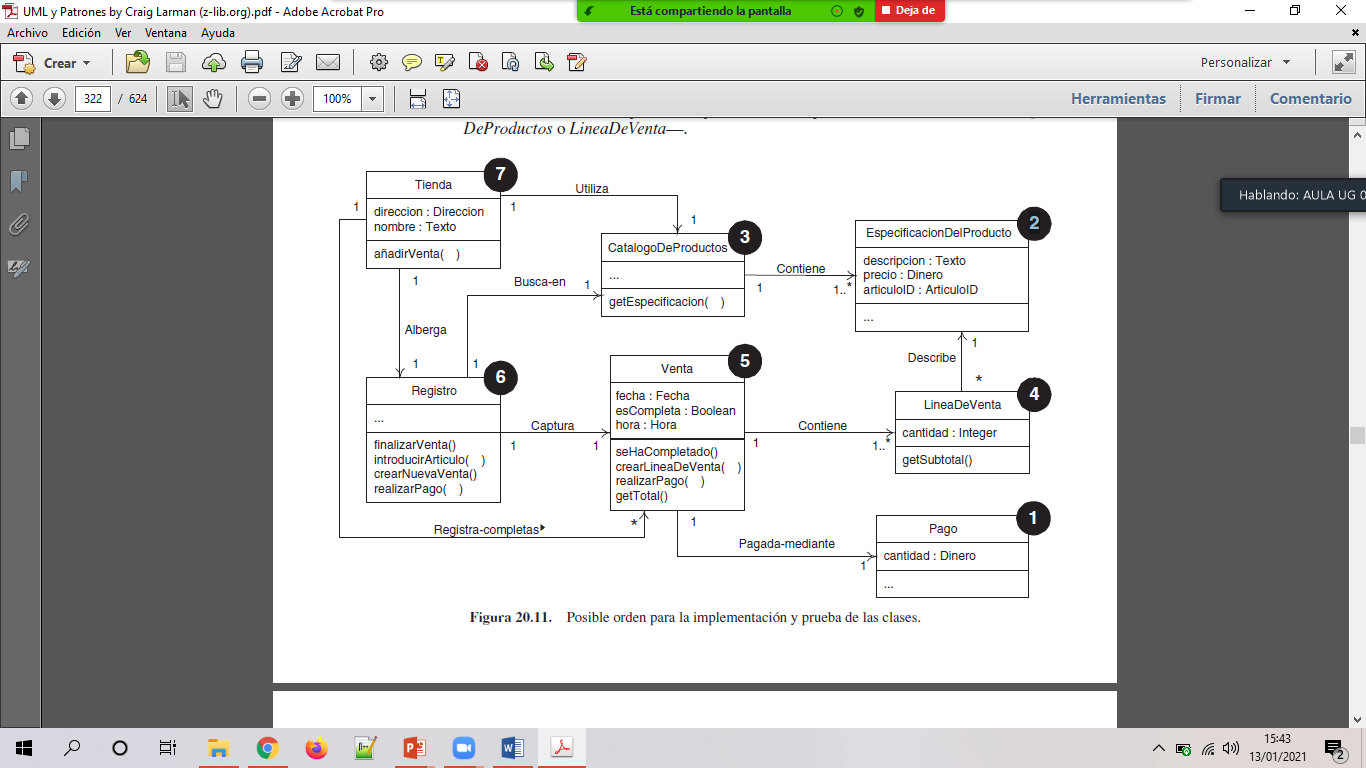 UML y Patrones by Craig Larman (z-lib.org).pdf - Adobe Acrobat Pro
Está compartiendo la pantalla
Deja de
Archivo Edición Ver Ventana Ayuda
Crear
Personalizar
322 / 624
100%
Herramientas Firmar Comentario
DeProductos o LineaDeVenta—.
Hablando: AULA UG 0
7
Tienda
direccion : Direccion
nombre : Texto
añadirVenta( )
1
1
Utiliza
1
3
CatalogoDeProductos
...
getEspecificacion( )
1
Contiene
1..*
2
EspecificacionDelProducto
descripcion : Texto
precio : Dinero
articuloID : ArticuloID
...
Busca-en
1
1
1
Alberga
1
6
Registro
...
finalizarVenta()
introducirArticulo( )
crearNuevaVenta()
realizarPago( )
Captura
1
1
5
Venta
fecha : Fecha
esCompleta : Boolean
hora : Hora
seHaCompletado()
crearLineaDeVenta( )
realizarPago( )
getTotal()
Contiene
1
1..*
1
Describe
*
4
LineaDeVenta
cantidad : Integer
getSubtotal()
Registra-completas
*
1
Pagada-mediante
1
1
Pago
cantidad : Dinero
...
Figura 20.11. Posible orden para la implementación y prueba de las clases.
15:43
13/01/2021
2